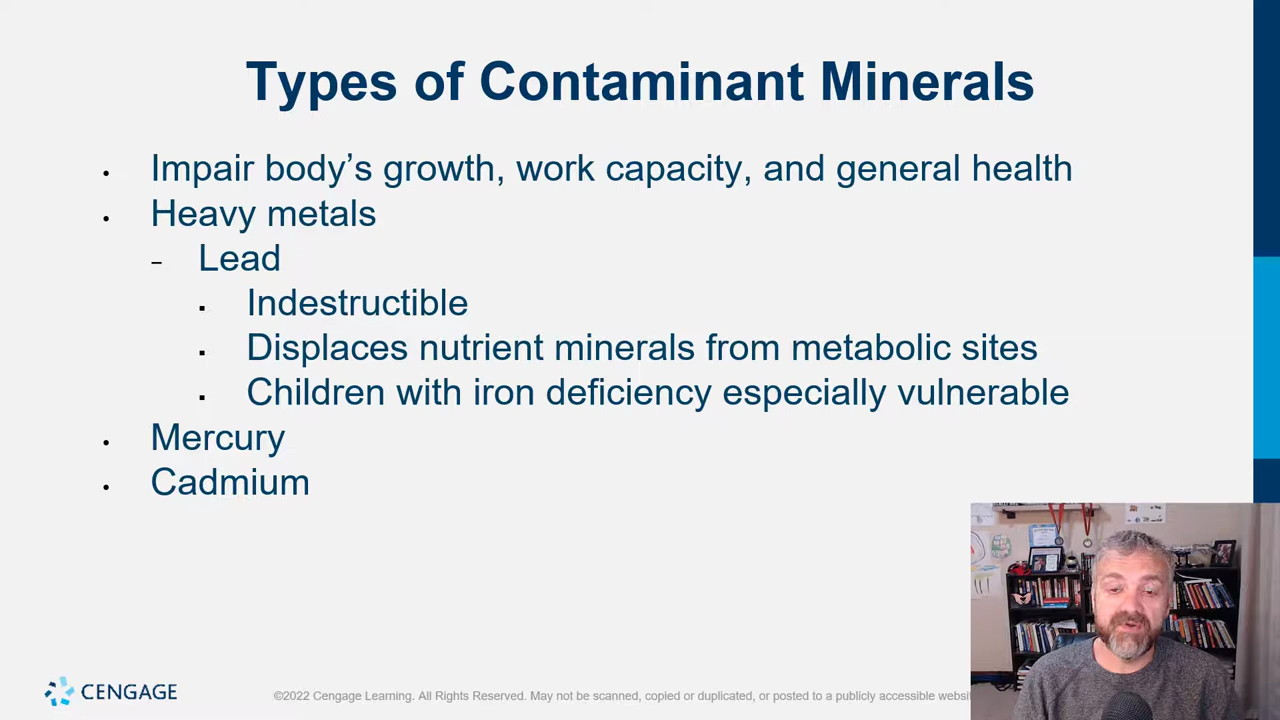 Types of Contaminant Minerals
• Impair body’s growth, work capacity, and general health
• Heavy metals
– Lead
▪ Indestructible
▪ Displaces nutrient minerals from metabolic sites
▪ Children with iron deficiency especially vulnerable
• Mercury
• Cadmium
CENGAGE
©2022 Cengage Learning. All Rights Reserved. May not be scanned, copied or duplicated, or posted to a publicly accessible